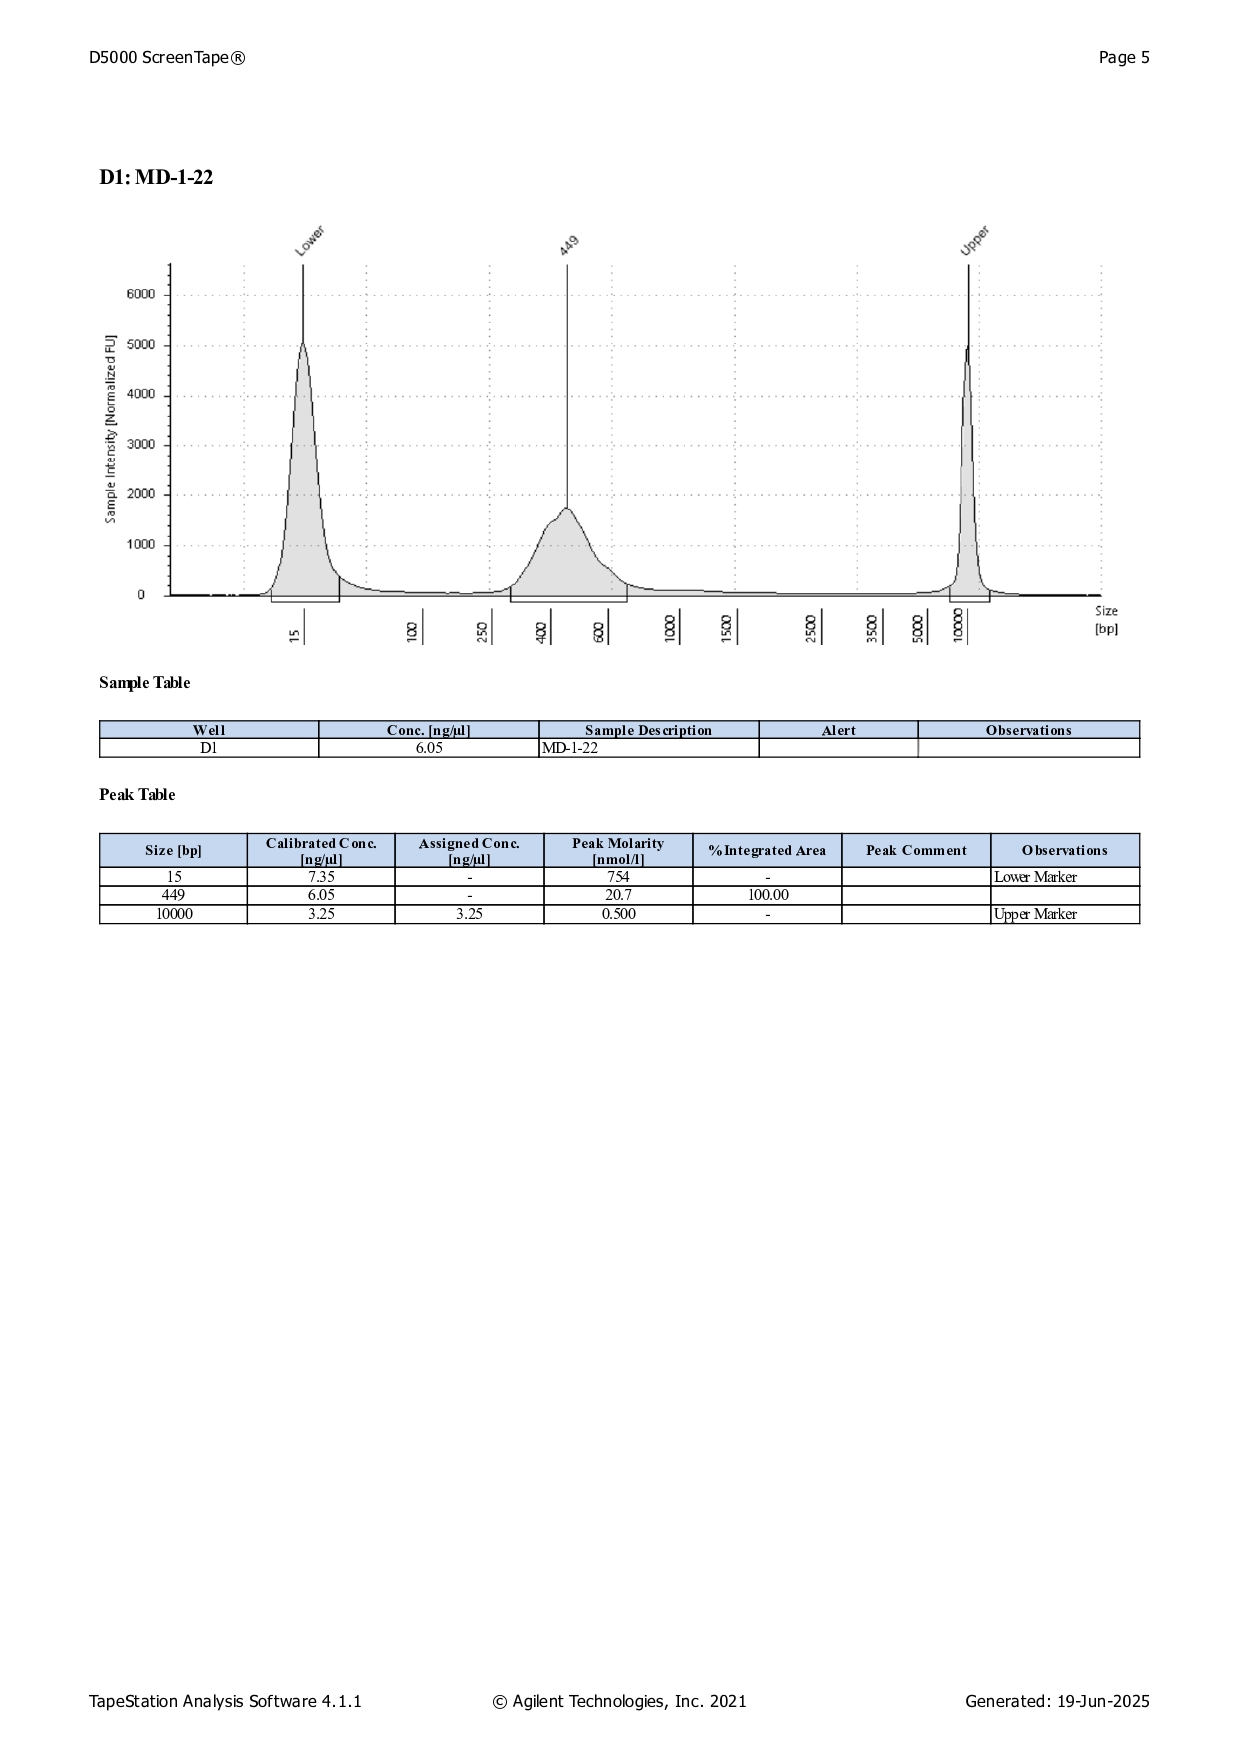 D5000 ScreenTape® Page 5
D1: MD-1-22
Lower 449 Upper
Sample Intensity [Normalized FU]
6000
5000
4000
3000
2000
1000
0
15 100 250 400 600 1000 1500 2500 3500 5000 10000 Size [bp]
Sample Table
Well Conc. [ng/µl] Sample Description Alert Observations
D1 6.05 MD-1-22
Peak Table
Size [bp] Calibrated Conc. [ng/µl] Assigned Conc. [ng/µl] Peak Molarity [nmol/l] % Integrated Area Peak Comment Observations
15 7.35 - 754 - Lower Marker
449 6.05 - 20.7 100.00
10000 3.25 3.25 0.500 - Upper Marker
TapeStation Analysis Software 4.1.1 © Agilent Technologies, Inc. 2021 Generated: 19-Jun-2025